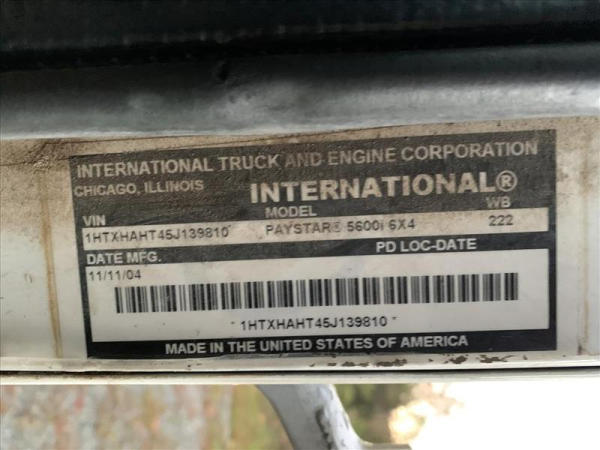 INTERNATIONAL TRUCK AND ENGINE CORPORATION
CHICAGO, ILLINOIS
INTERNATIONAL®
VIN MODEL WB
1HTXHAHT45J139810 PAYSTAR® 5600i 6X4 222
DATE MFG. PD LOC-DATE
11/11/04
* 1HTXHAHT45J139810 *
MADE IN THE UNITED STATES OF AMERICA